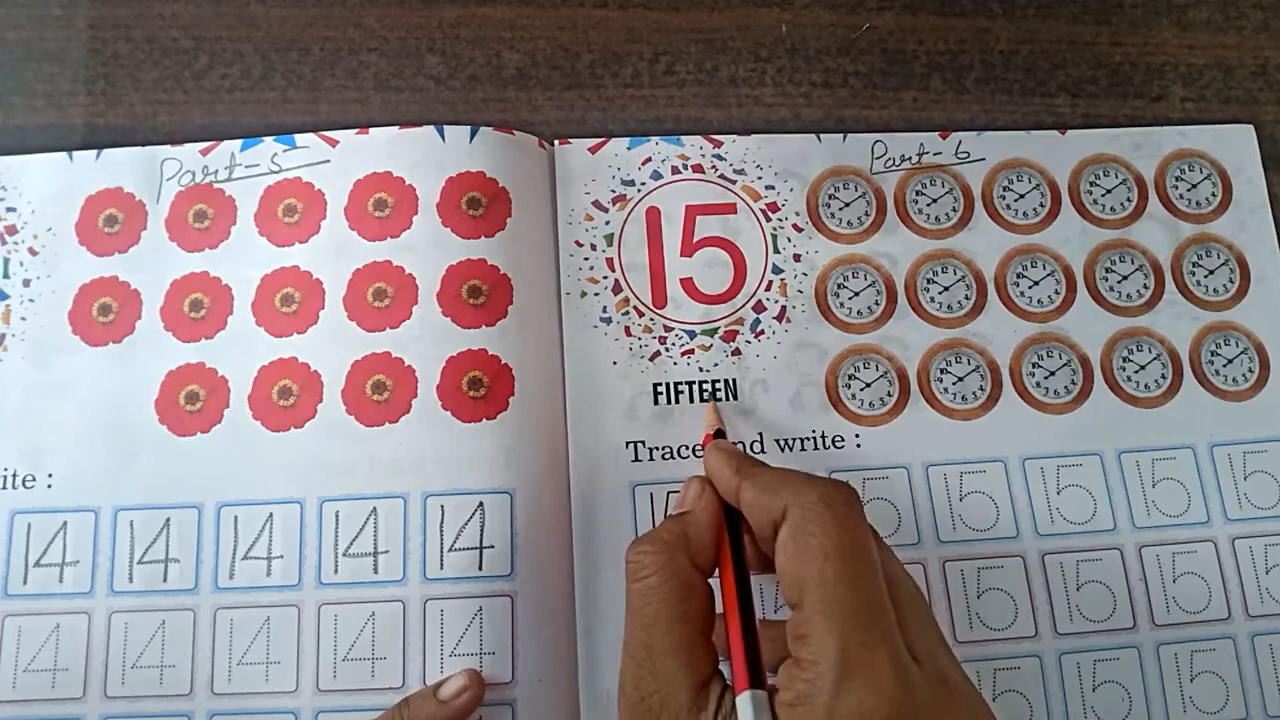 Part-5
ite :
14 14 14 14 14
14 14 14 14 14
Part-6
15
FIFTEEN
Trace and write :
15 15 15 15 15 15
15 15 15 15
15 15 15